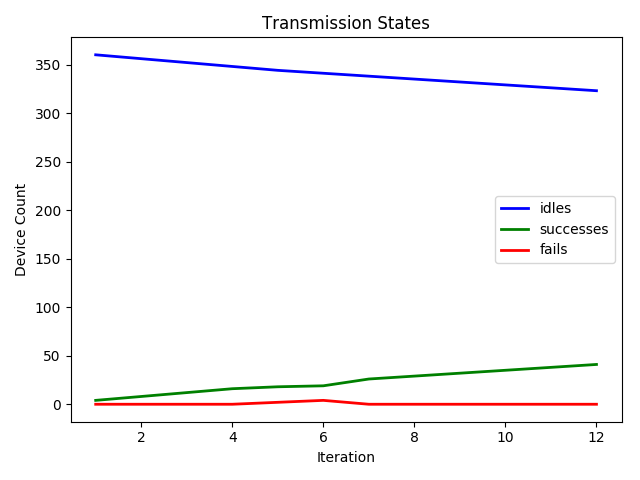 Transmission States
Device Count
350
300
250
200
150
100
50
0
idles
successes
fails
2 4 6 8 10 12
Iteration